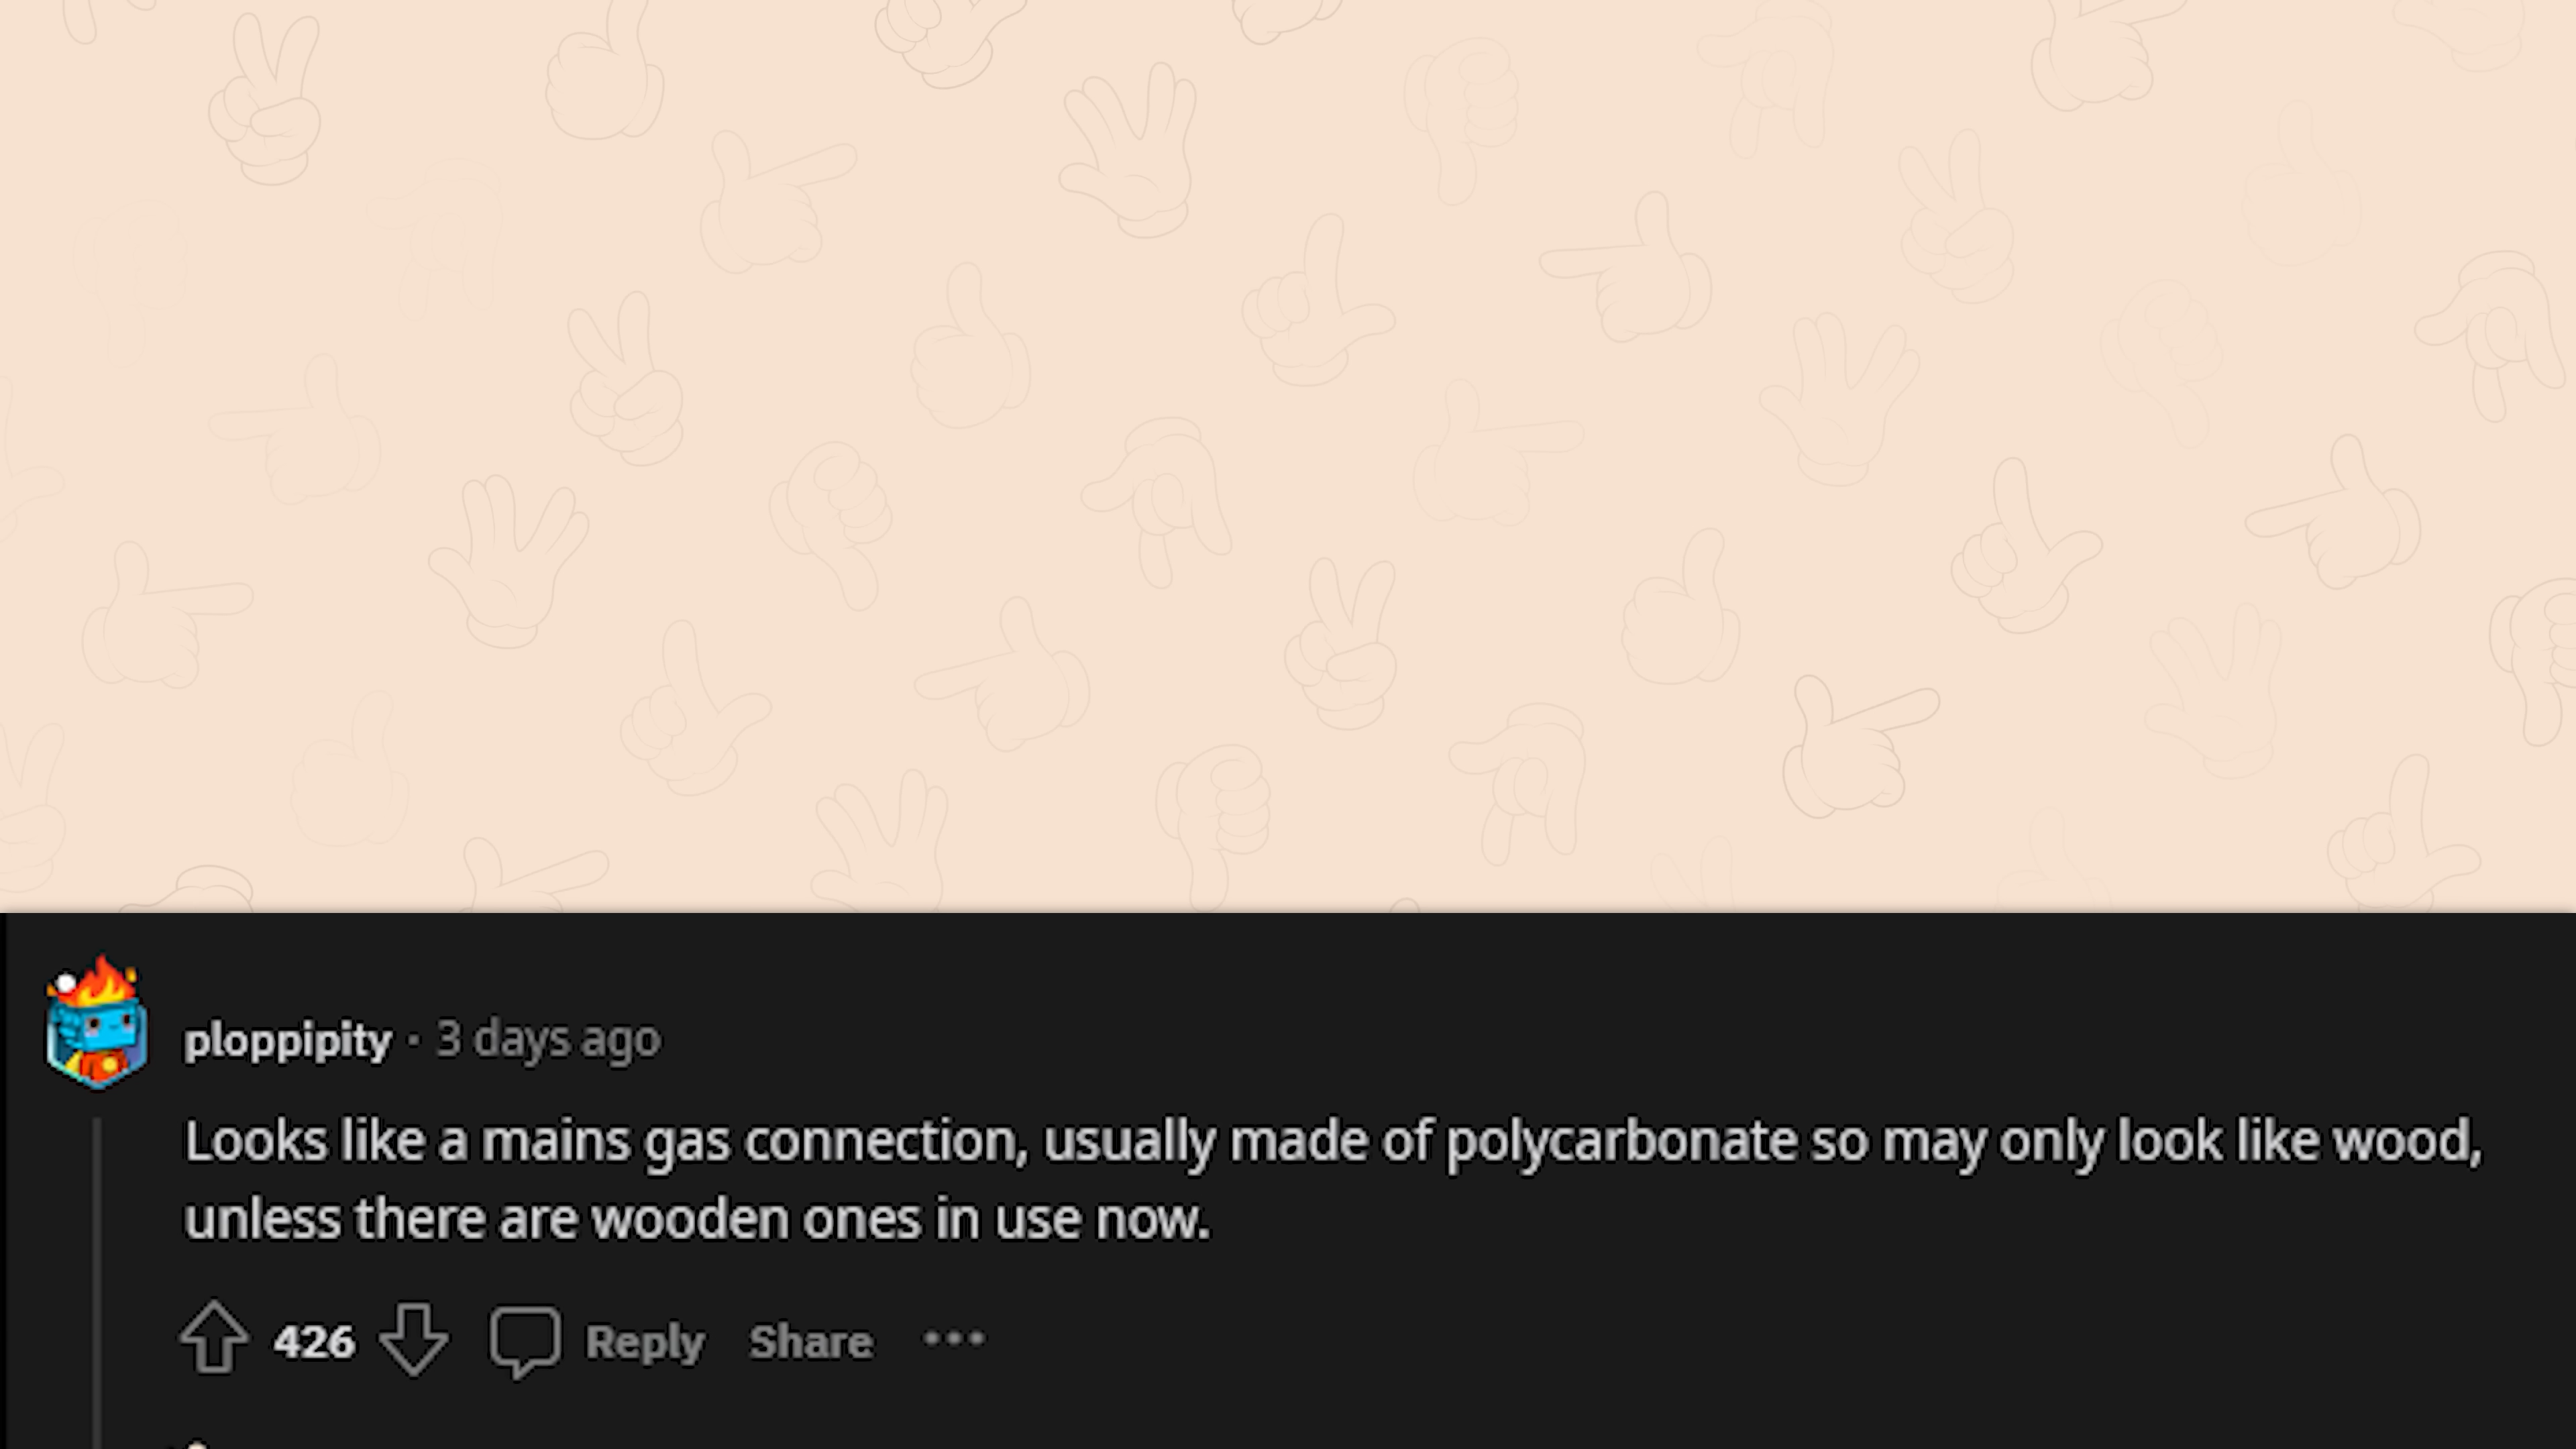 ploppipity · 3 days ago
Looks like a mains gas connection, usually made of polycarbonate so may only look like wood,
unless there are wooden ones in use now.
426 Reply Share ···